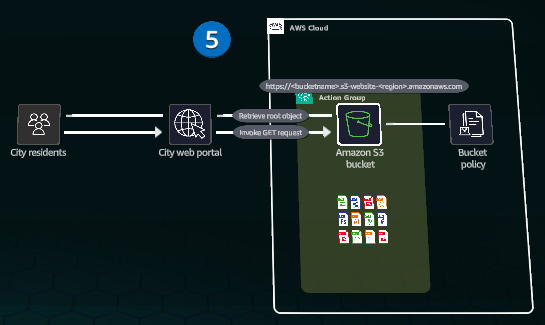 5
AWS Cloud
https://<bucketname>.s3-website-<region>.amazonaws.com
Action Group
Retrieve root object
Invoke GET request
City residents
City web portal
Amazon S3
bucket
Bucket
policy